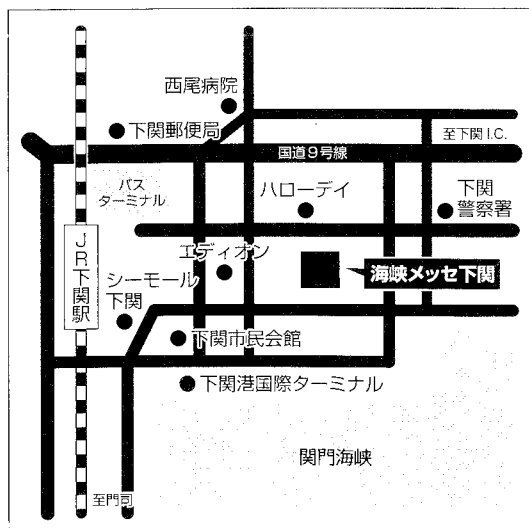 西尾病院
下関郵便局
至下関 I.C.
国道9号線
バス
ターミナル
ハローデイ
下関
警察署
JR下関駅
エディオン
シーモール
下関
海峡メッセ下関
下関市民会館
下関港国際ターミナル
関門海峡
至門司